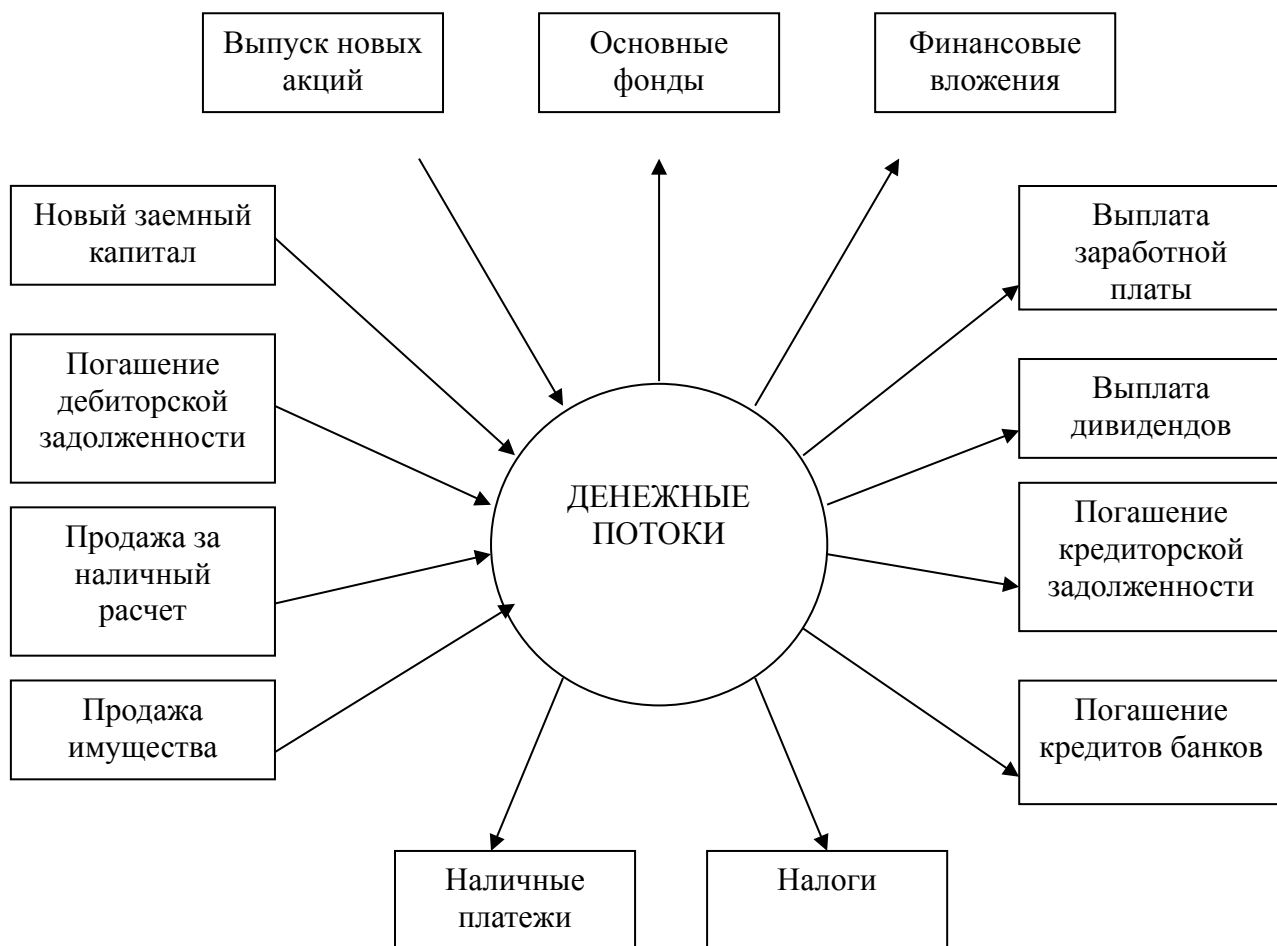 Выпуск новых
акций
Основные
фонды
Финансовые
вложения
Новый заемный
капитал
Выплата
заработной
платы
Погашение
дебиторской
задолженности
Выплата
дивидендов
ДЕНЕЖНЫЕ
ПОТОКИ
Продажа за
наличный
расчет
Погашение
кредиторской
задолженности
Продажа
имущества
Погашение
кредитов банков
Наличные
платежи
Налоги